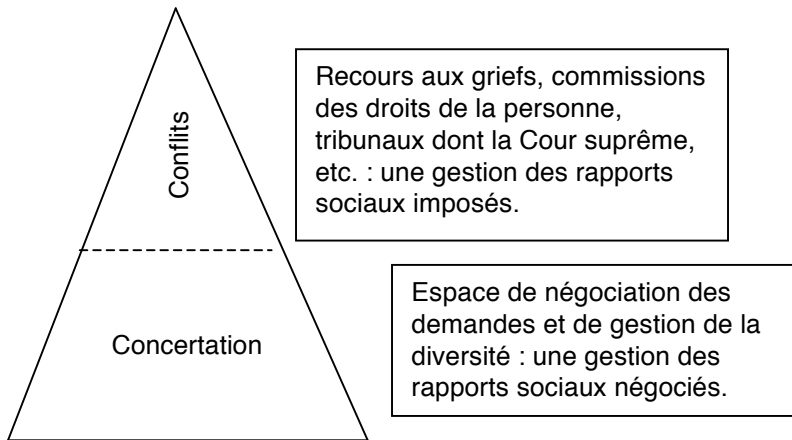 Conflits
Recours aux griefs, commissions
des droits de la personne,
tribunaux dont la Cour suprême,
etc. : une gestion des rapports
sociaux imposés.
Concertation
Espace de négociation des
demandes et de gestion de la
diversité : une gestion des
rapports sociaux négociés.